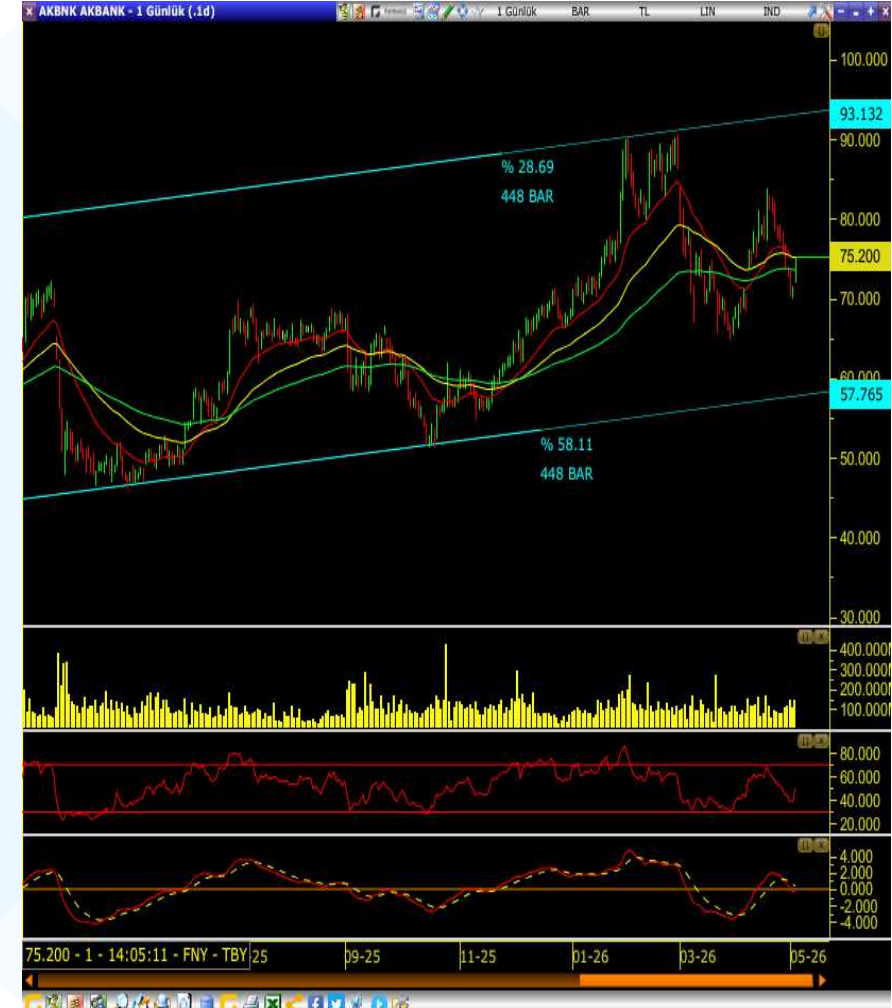 AKBNK AKBANK - 1 Günlük (.1d)
1 Günlük BAR TL LIN IND
100.000
93.132
90.000
% 28.69
448 BAR
80.000
75.200
70.000
60.000
57.765
% 58.11
448 BAR
50.000
40.000
30.000
400.000M
300.000M
200.000M
100.000M
80.000
60.000
40.000
20.000
4.000
2.000
0.000
-2.000
-4.000
75.200 - 1 - 14:05:11 - FNY - TBY 25 09-25 11-25 01-26 03-26 05-26